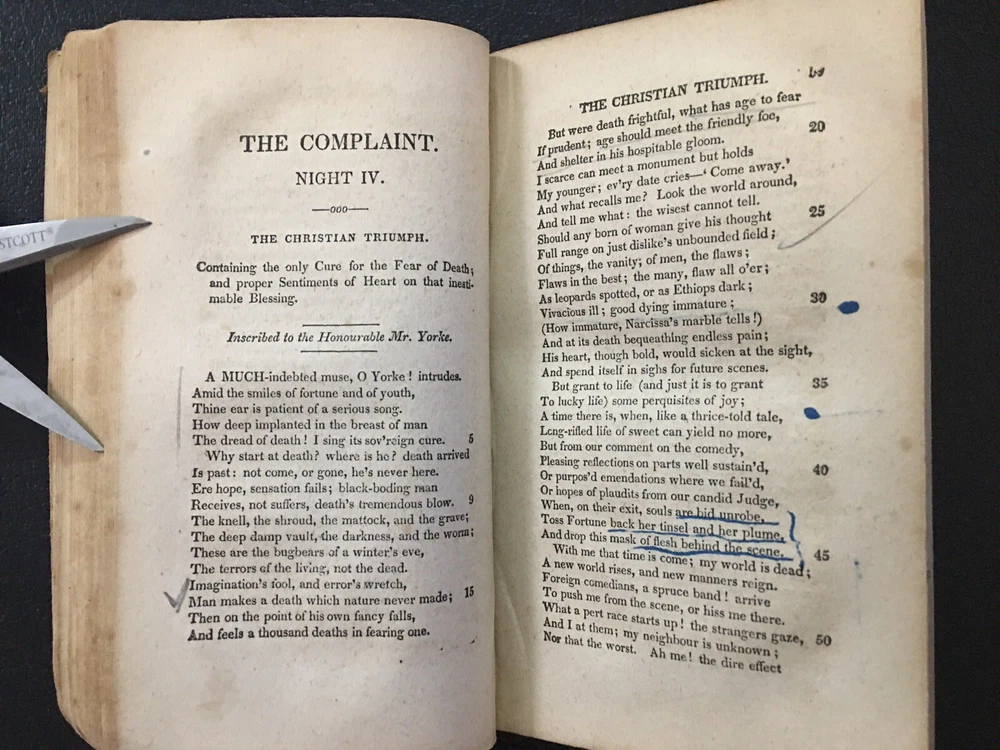 STCOTT®
THE COMPLAINT.
NIGHT IV.
—ooo—
THE CHRISTIAN TRIUMPH.
Containing the only Cure for the Fear of Death;
and proper Sentiments of Heart on that inesti-
mable Blessing.
Inscribed to the Honourable Mr. Yorke.
A MUCH-indebted muse, O Yorke! intrudes.
Amid the smiles of fortune and of youth,
Thine ear is patient of a serious song.
How deep implanted in the breast of man
The dread of death! I sing its sov'reign cure. 5
Why start at death? where is he? death arrived
Is past: not come, or gone, he's never here.
Ere hope, sensation fails; black-boding man
Receives, not suffers, death's tremendous blow. 9
The knell, the shroud, the mattock, and the grave;
The deep damp vault, the darkness, and the worm;
These are the bugbears of a winter's eve,
The terrors of the living, not the dead.
Imagination's fool, and error's wretch,
Man makes a death which nature never made; 15
Then on the point of his own fancy falls,
And feels a thousand deaths in fearing one.
THE CHRISTIAN TRIUMPH.
But were death frightful, what has age to fear
If prudent; age should meet the friendly foe, 20
And shelter in his hospitable gloom.
I scarce can meet a monument but holds
My younger; ev'ry date cries—‘Come away.’
And what recalls me? Look the world around,
And tell me what: the wisest cannot tell. 25
Should any born of woman give his thought
Full range on just dislike's unbounded field;
Of things, the vanity; of men, the flaws;
Flaws in the best; the many, flaw all o'er;
As leopards spotted, or as Ethiops dark; 30
Vivacious ill; good dying immature;
(How immature, Narcissa's marble tells!)
And at its death bequeathing endless pain;
His heart, though bold, would sicken at the sight,
And spend itself in sighs for future scenes.
But grant to life (and just it is to grant 35
To lucky life) some perquisites of joy;
A time there is, when, like a thrice-told tale,
Long-rifled life of sweet can yield no more,
But from our comment on the comedy,
Pleasing reflections on parts well sustain'd, 40
Or purpos'd emendations where we fail'd,
Or hopes of plaudits from our candid Judge,
When, on their exit, souls are bid unrobe,
Toss Fortune back her tinsel and her plume,
And drop this mask of flesh behind the scene. 45
With me that time is come; my world is dead;
A new world rises, and new manners reign.
Foreign comedians, a spruce band! arrive
To push me from the scene, or hiss me there.
What a pert race starts up! the strangers gaze, 50
And I at them; my neighbour is unknown;
Nor that the worst. Ah me! the dire effect